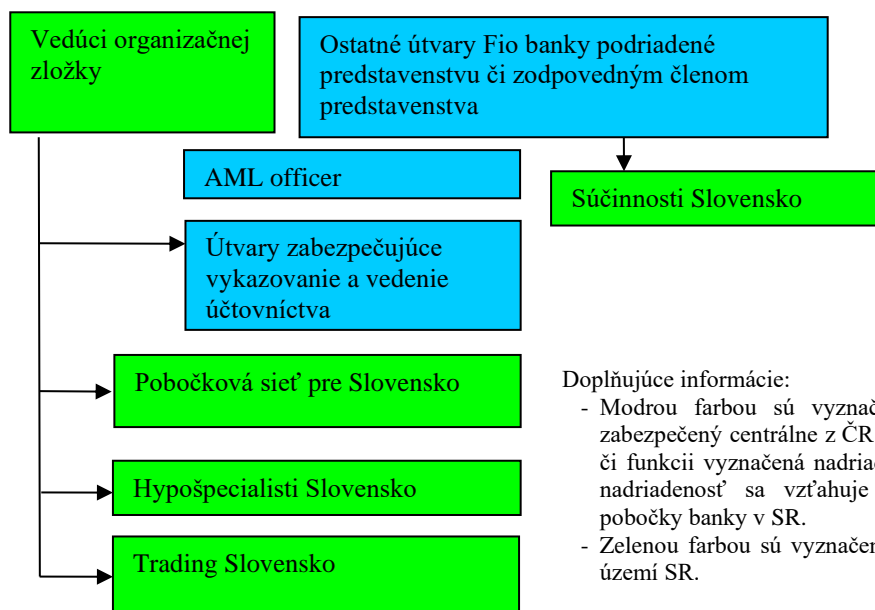 Vedúci organizačnej
zložky
Ostatné útvary Fio banky podriadené
predstavenstvu či zodpovedným členom
predstavenstva
AML officer
Súčinnosti Slovensko
Útvary zabezpečujúce
vykazovanie a vedenie
účtovníctva
Pobočková sieť pre Slovensko
Hypošpecialisti Slovensko
Trading Slovensko
Doplňujúce informácie:
- Modrou farbou sú
zabezpečený centrálne z ČR
či funkcii vyznačená
nadriadenosť sa vzťahuje
pobočky banky v SR.
- Zelenou farbou sú
území SR.